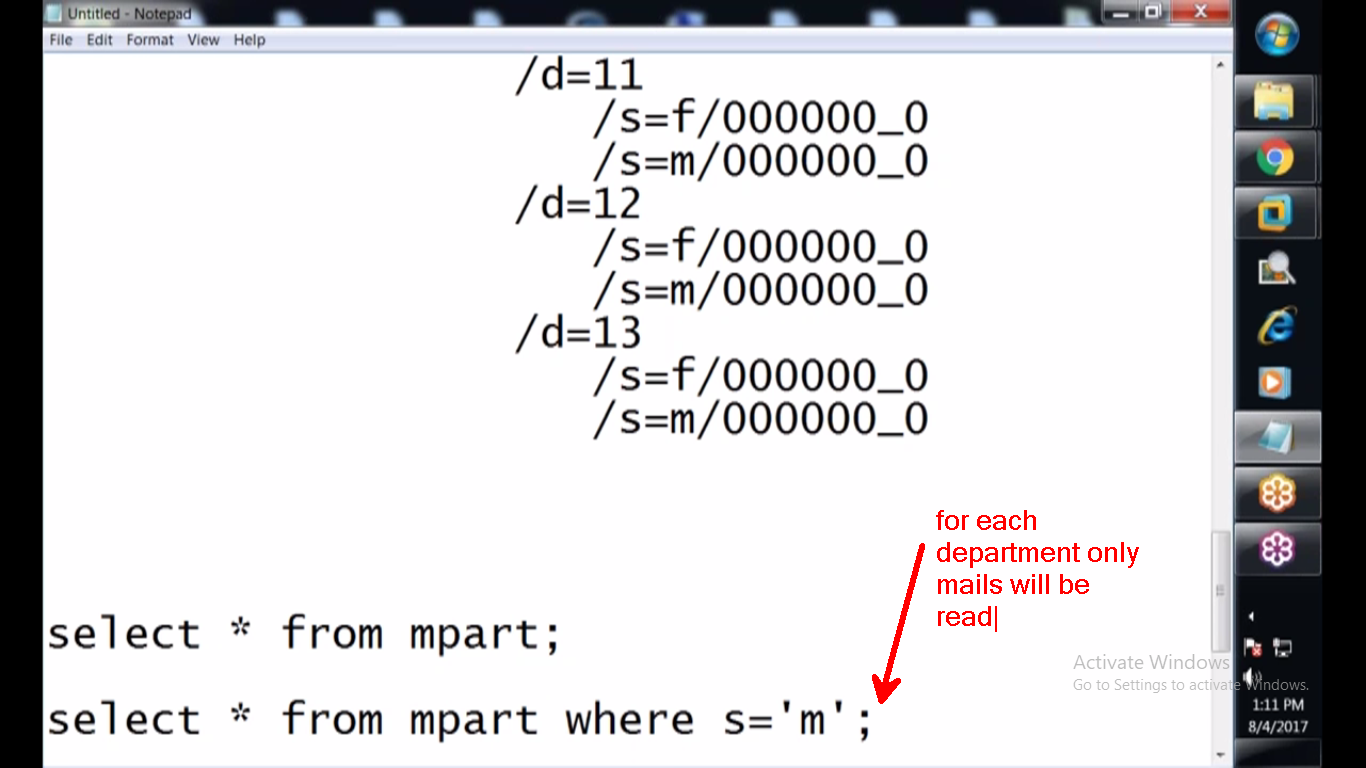 Untitled - Notepad
File Edit Format View Help
/d=11
/s=f/000000_0
/s=m/000000_0
/d=12
/s=f/000000_0
/s=m/000000_0
/d=13
/s=f/000000_0
/s=m/000000_0
for each
department only
mails will be
read
select * from mpart;
select * from mpart where s='m';
Activate Windows
Go to Settings to activate Windows.
1:11 PM
8/4/2017